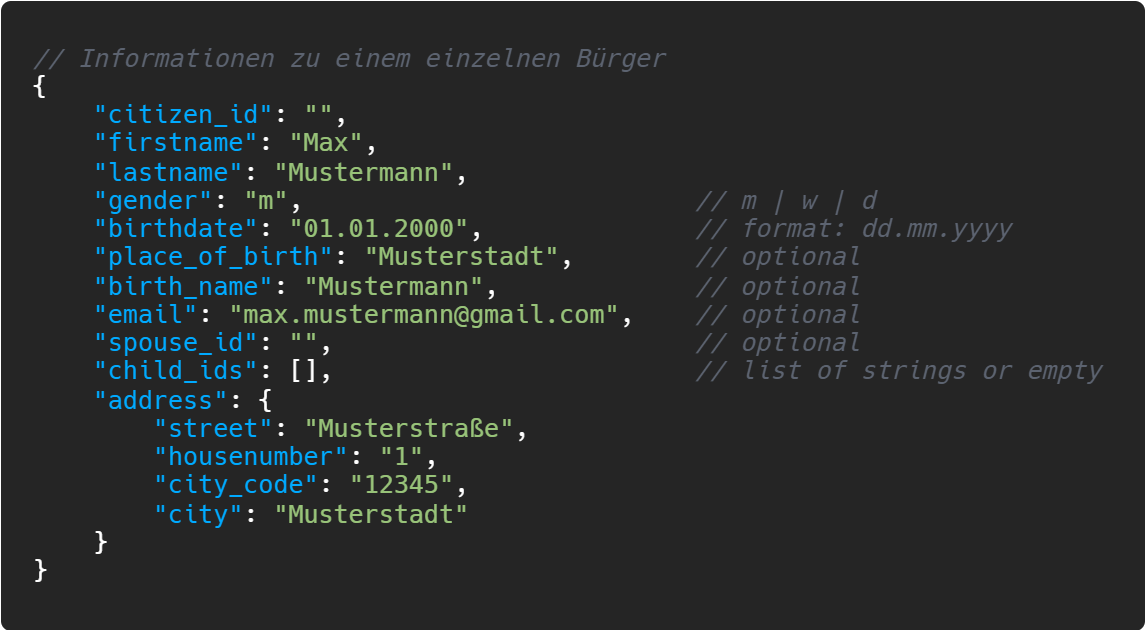 // Informationen zu einem einzelnen Bürger
{
    "citizen_id": "",
    "firstname": "Max",
    "lastname": "Mustermann",
    "gender": "m",                          // m | w | d
    "birthdate": "01.01.2000",              // format: dd.mm.yyyy
    "place_of_birth": "Musterstadt",        // optional
    "birth_name": "Mustermann",             // optional
    "email": "max.mustermann@gmail.com",    // optional
    "spouse_id": "",                        // optional
    "child_ids": [],                        // list of strings or empty
    "address": {
        "street": "Musterstraße",
        "housenumber": "1",
        "city_code": "12345",
        "city": "Musterstadt"
    }
}